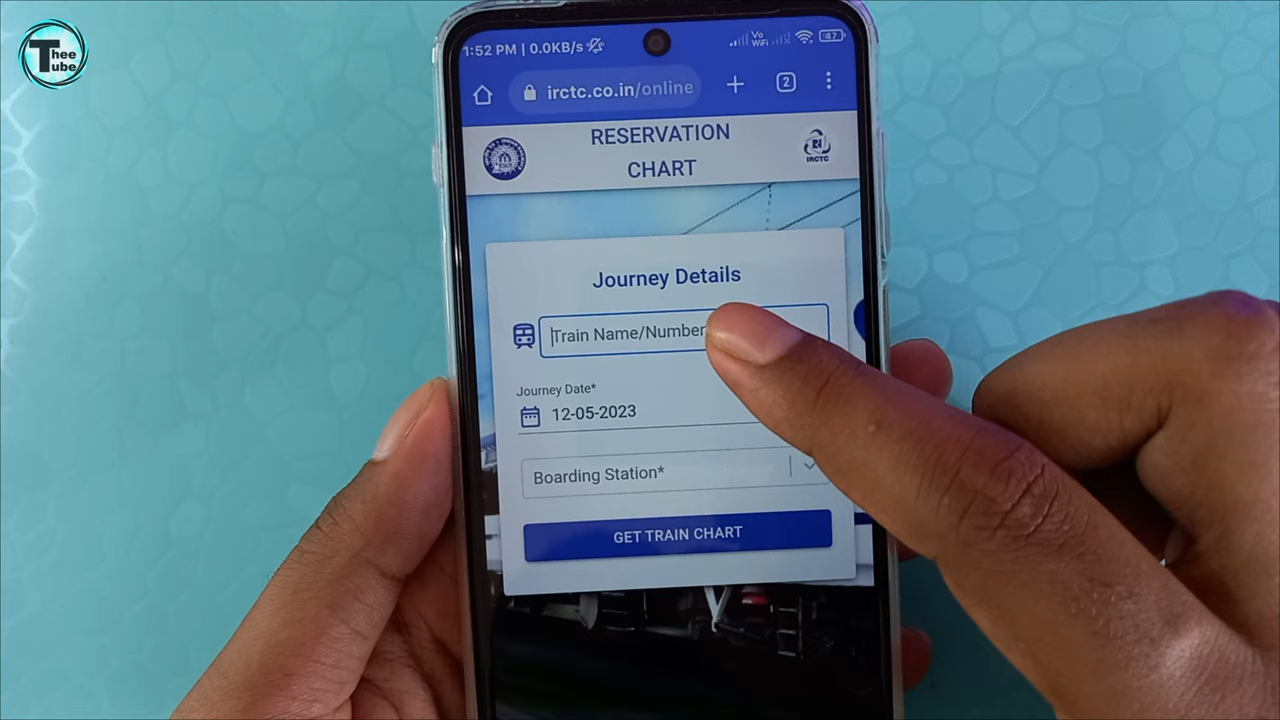 Thee
Tube
1:52 PM | 0.0KB/s
Vo
WiFi
47
irctc.co.in/online
2
RESERVATION
CHART
IRCTC
Journey Details
Train Name/Number
Journey Date*
12-05-2023
Boarding Station*
GET TRAIN CHART